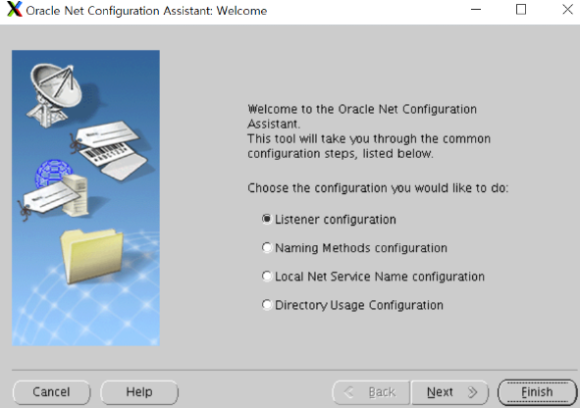 Oracle Net Configuration Assistant: Welcome
Welcome to the Oracle Net Configuration
Assistant.
This tool will take you through the common
configuration steps, listed below.
Choose the configuration you would like to do:
Listener configuration
Naming Methods configuration
Local Net Service Name configuration
Directory Usage Configuration
Cancel
Help
Back
Next
Finish